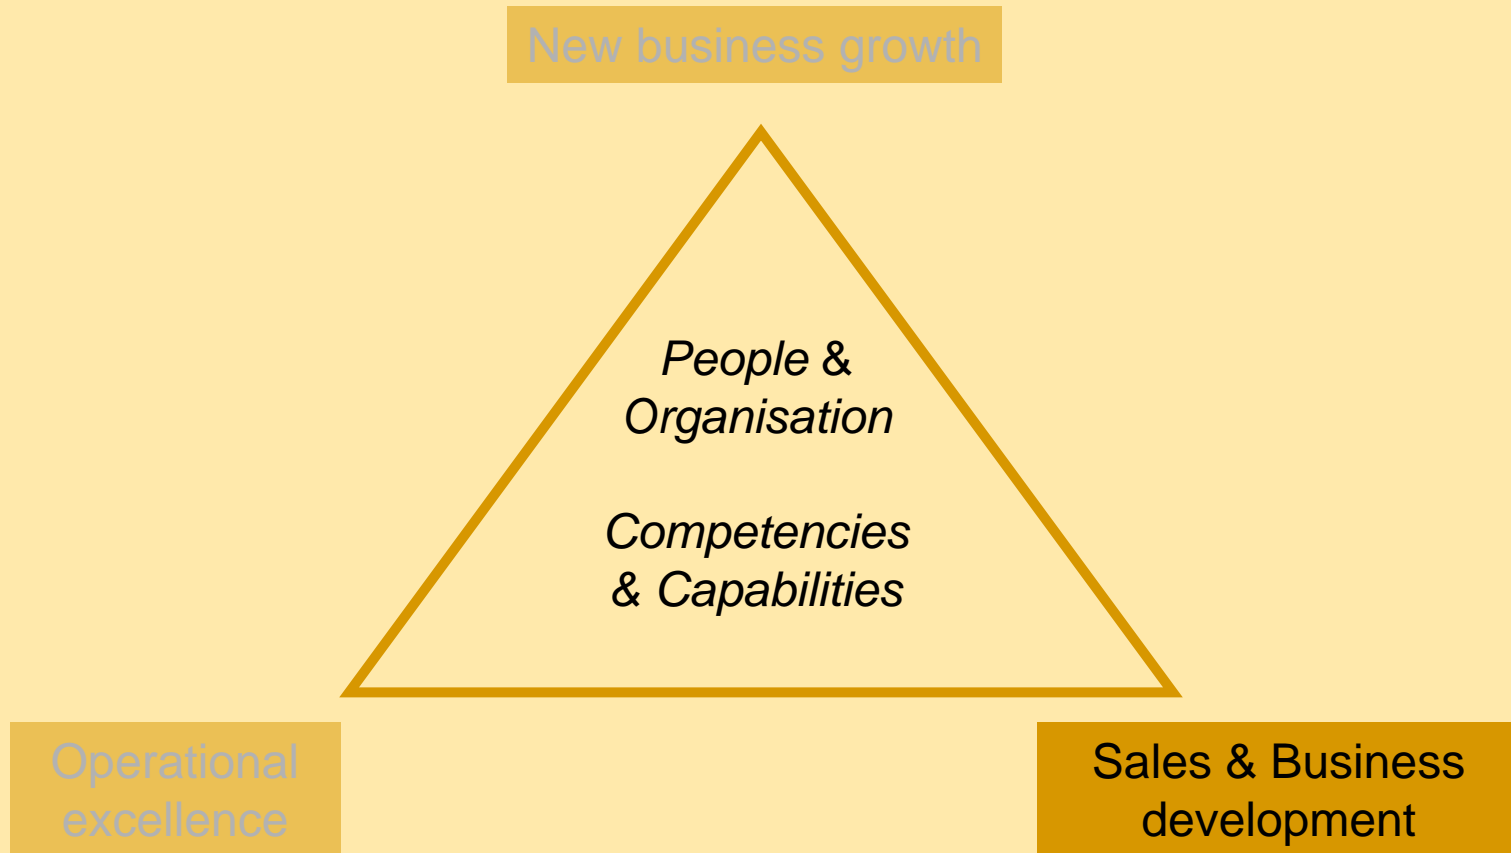 New business growth
People &
Organisation
Competencies
& Capabilities
Operational
excellence
Sales & Business
development